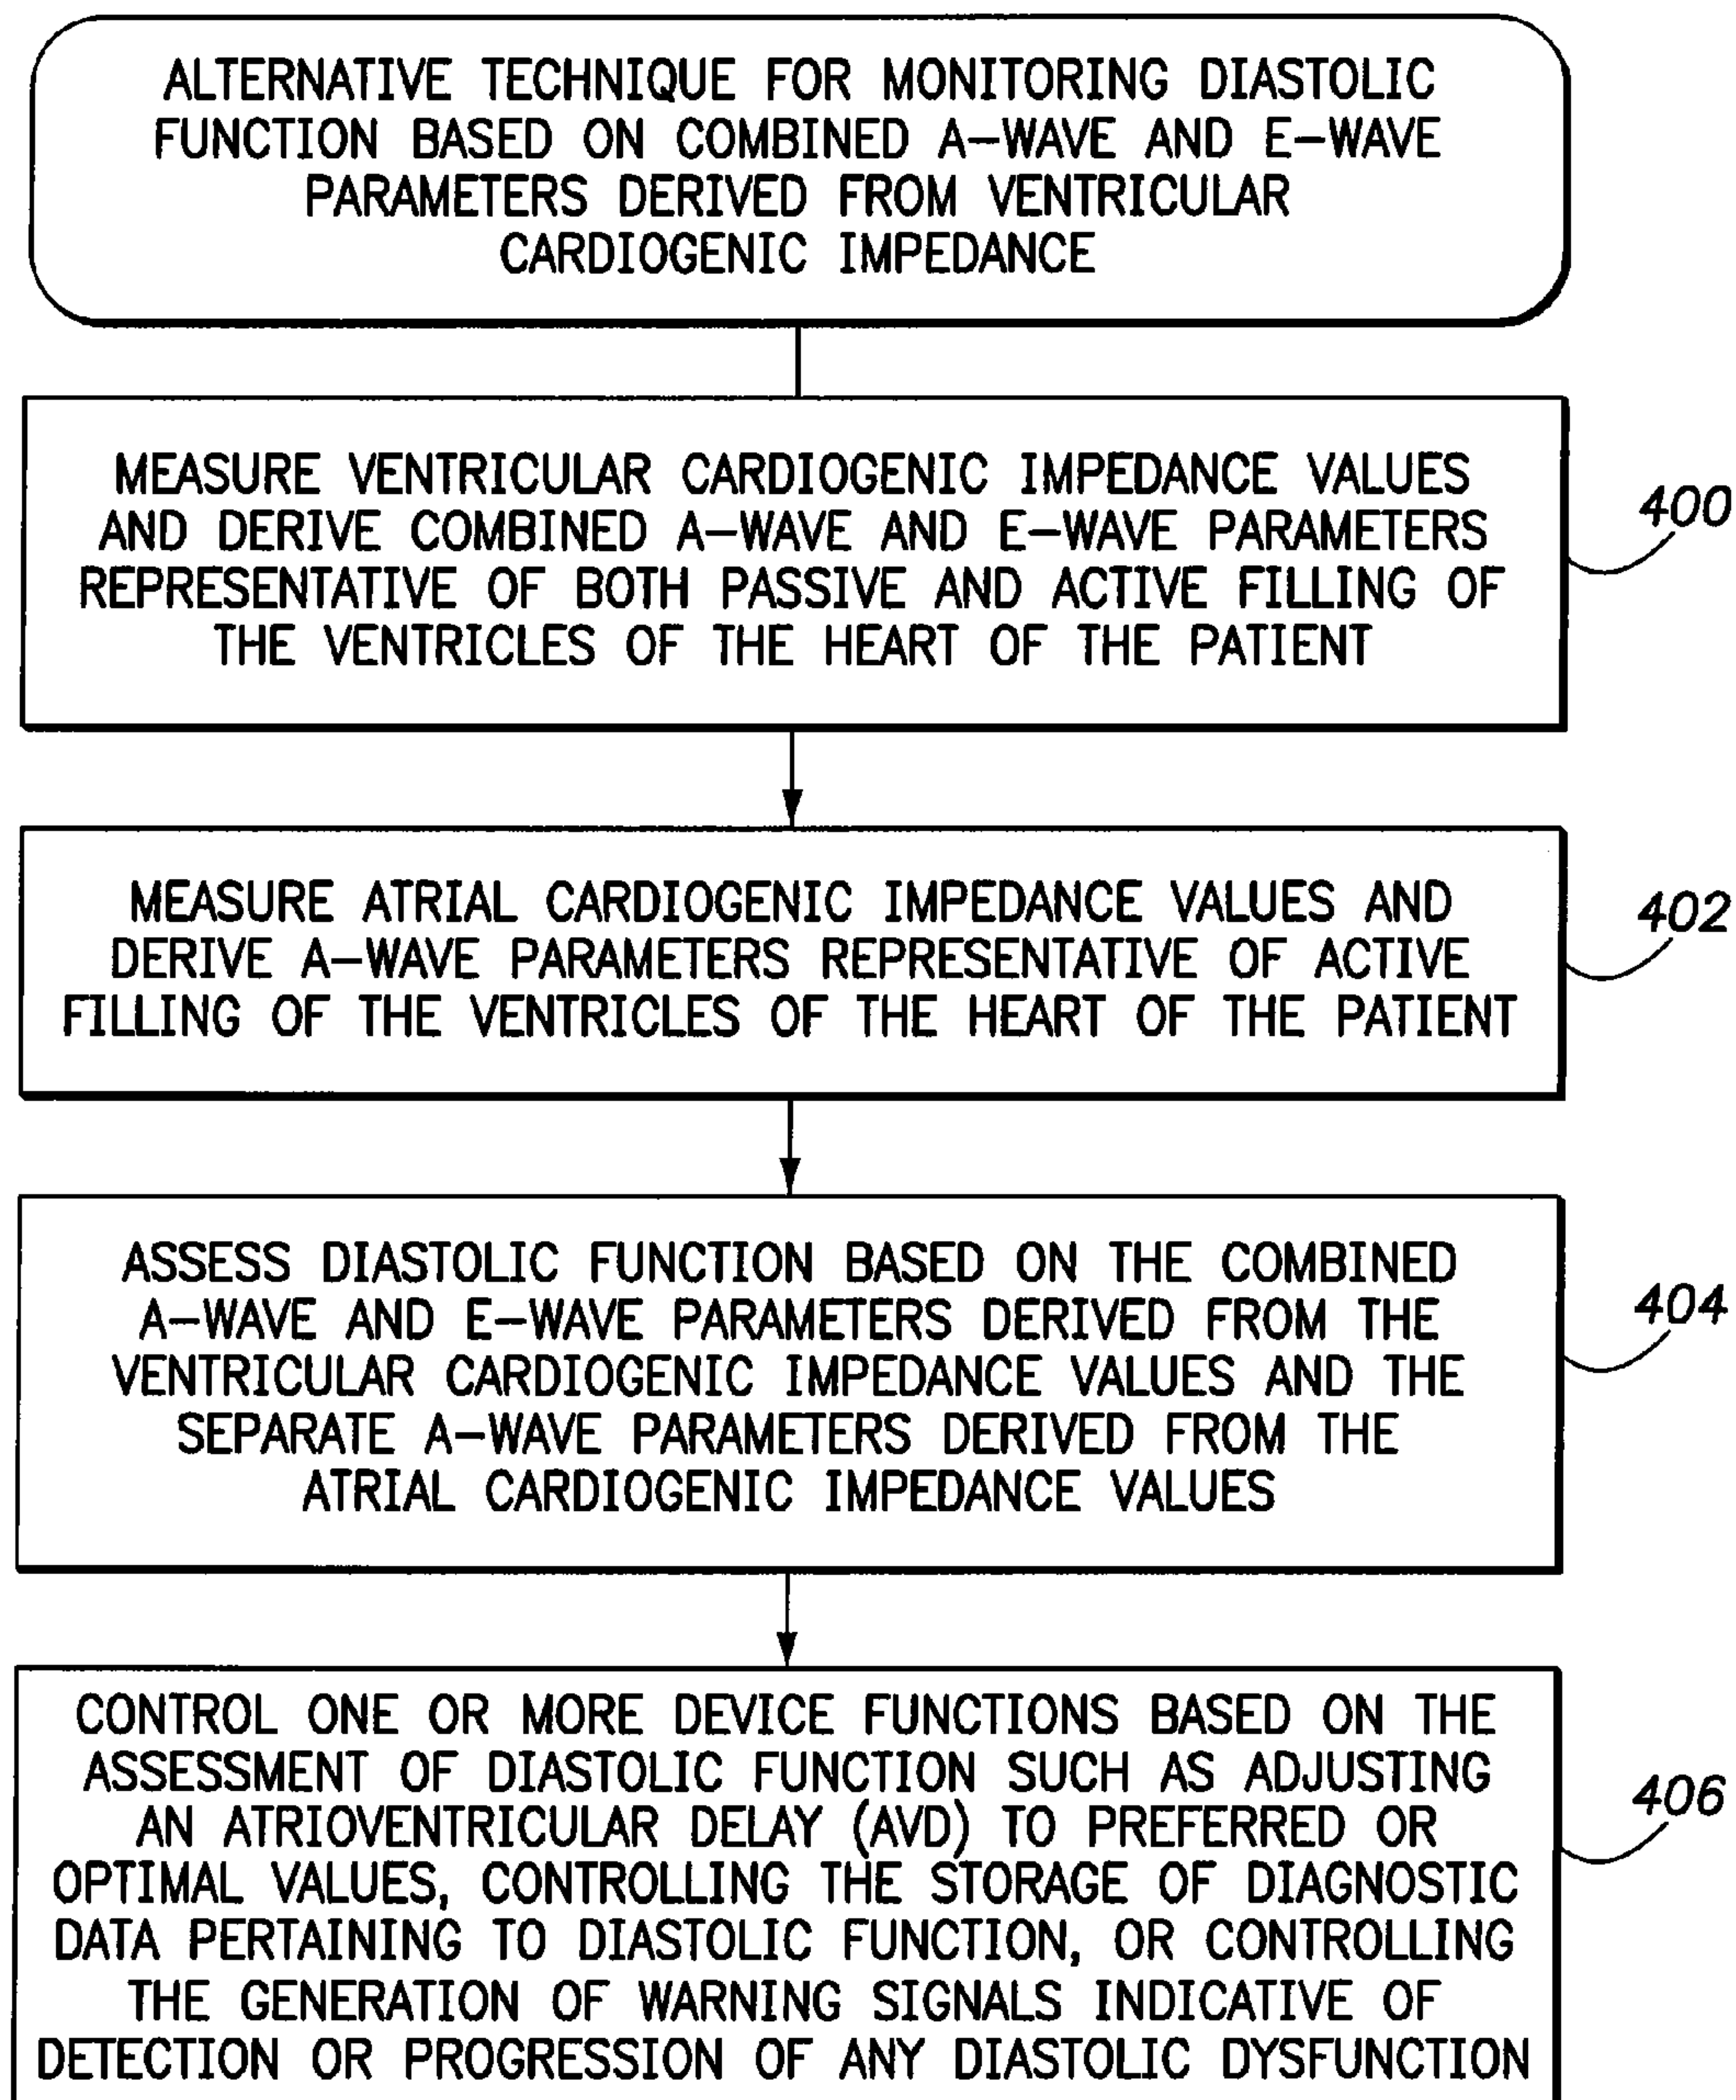 ALTERNATIVE TECHNIQUE FOR MONITORING DIASTOLIC
FUNCTION BASED ON COMBINED A–WAVE AND E–WAVE
PARAMETERS DERIVED FROM VENTRICULAR
CARDIOGENIC IMPEDANCE
MEASURE VENTRICULAR CARDIOGENIC IMPEDANCE VALUES
AND DERIVE COMBINED A–WAVE AND E–WAVE PARAMETERS
REPRESENTATIVE OF BOTH PASSIVE AND ACTIVE FILLING OF
THE VENTRICLES OF THE HEART OF THE PATIENT
400
MEASURE ATRIAL CARDIOGENIC IMPEDANCE VALUES AND
DERIVE A–WAVE PARAMETERS REPRESENTATIVE OF ACTIVE
FILLING OF THE VENTRICLES OF THE HEART OF THE PATIENT
402
ASSESS DIASTOLIC FUNCTION BASED ON THE COMBINED
A–WAVE AND E–WAVE PARAMETERS DERIVED FROM THE
VENTRICULAR CARDIOGENIC IMPEDANCE VALUES AND THE
SEPARATE A–WAVE PARAMETERS DERIVED FROM THE
ATRIAL CARDIOGENIC IMPEDANCE VALUES
404
CONTROL ONE OR MORE DEVICE FUNCTIONS BASED ON THE
ASSESSMENT OF DIASTOLIC FUNCTION SUCH AS ADJUSTING
AN ATRIOVENTRICULAR DELAY (AVD) TO PREFERRED OR
OPTIMAL VALUES, CONTROLLING THE STORAGE OF DIAGNOSTIC
DATA PERTAINING TO DIASTOLIC FUNCTION, OR CONTROLLING
THE GENERATION OF WARNING SIGNALS INDICATIVE OF
DETECTION OR PROGRESSION OF ANY DIASTOLIC DYSFUNCTION
406